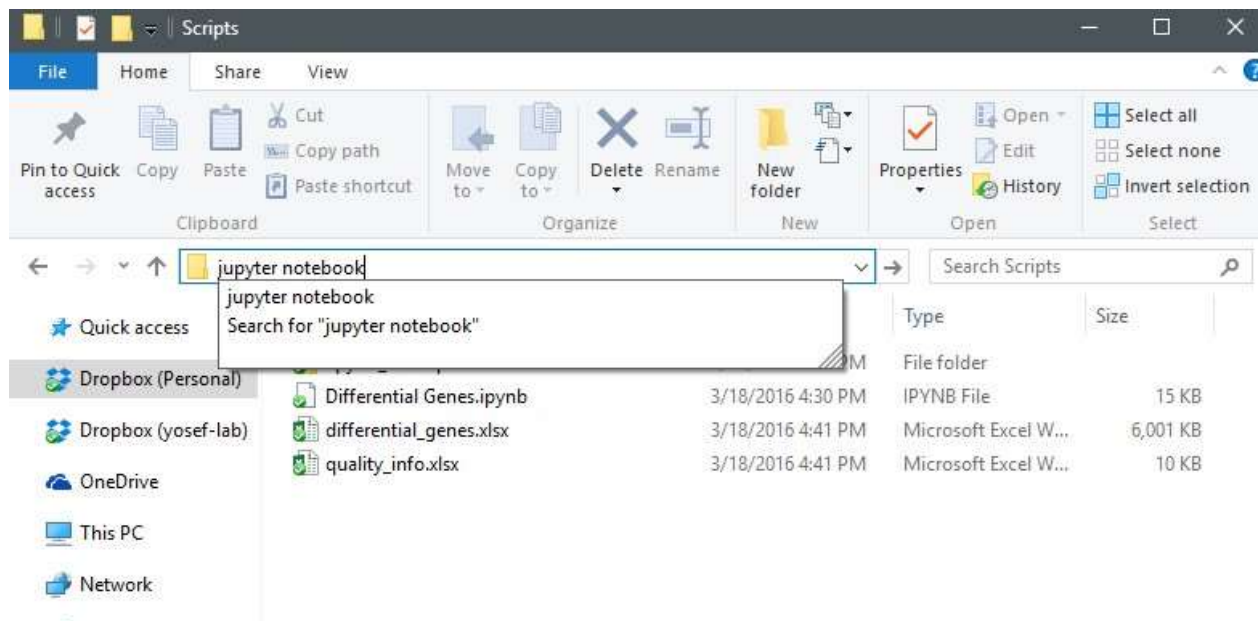 Scripts
File Home Share View
Pin to Quick access
Copy
Paste
Cut
Copy path
Paste shortcut
Move to
Copy to
Delete
Rename
New folder
Properties
Open
Edit
History
Select all
Select none
Invert selection
Clipboard Organize New Open Select
jupyter notebook Search Scripts
jupyter notebook
Search for "jupyter notebook"
Type Size
Quick access
Dropbox (Personal)
Dropbox (yosef-lab)
OneDrive
This PC
Network
File folder
Differential Genes.ipynb 3/18/2016 4:30 PM IPYNB File 15 KB
differential_genes.xlsx 3/18/2016 4:41 PM Microsoft Excel W... 6,001 KB
quality_info.xlsx 3/18/2016 4:41 PM Microsoft Excel W... 10 KB